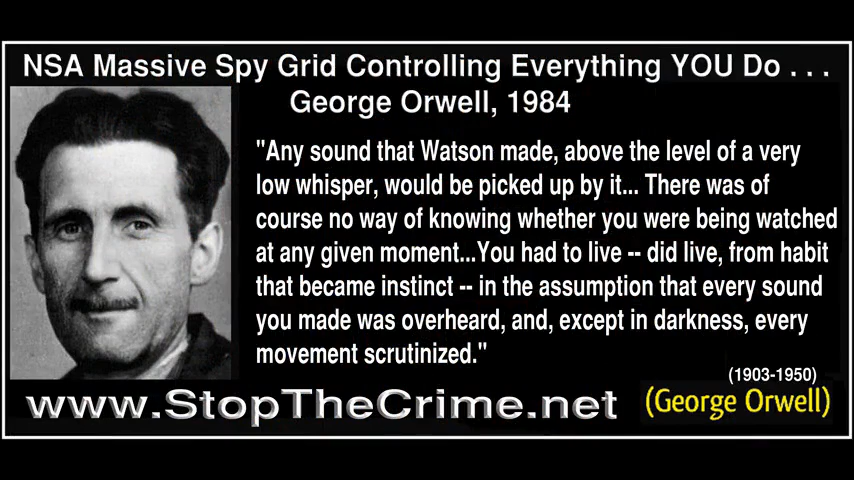 NSA Massive Spy Grid Controlling Everything YOU Do . . .
George Orwell, 1984
"Any sound that Watson made, above the level of a very
low whisper, would be picked up by it... There was of
course no way of knowing whether you were being watched
at any given moment...You had to live -- did live, from habit
that became instinct -- in the assumption that every sound
you made was overheard, and, except in darkness, every
movement scrutinized."
(1903-1950)
www.StopTheCrime.net
(George Orwell)